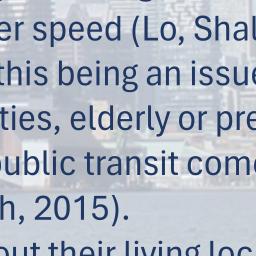 er speed (Lo, Shal
this being an issue
ties, elderly or pre
public transit com
h, 2015).
out their living loc